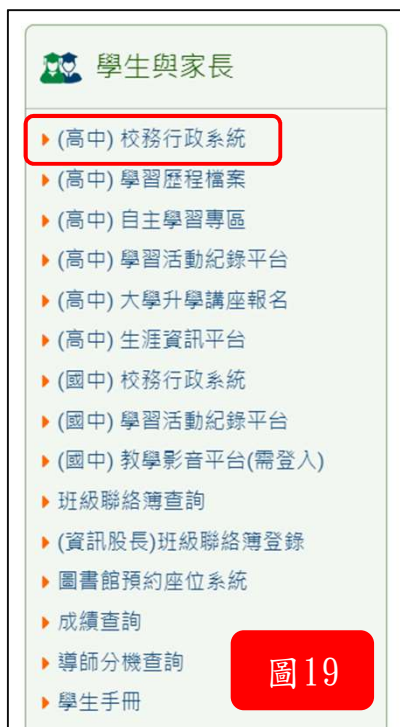 學生與家長
(高中) 校務行政系統
(高中) 學習歷程檔案
(高中) 自主學習專區
(高中) 學習活動紀錄平台
(高中) 大學升學講座報名
(高中) 生涯資訊平台
(國中) 校務行政系統
(國中) 學習活動紀錄平台
(國中) 教學影音平台(需登入)
班級聯絡簿查詢
(資訊股長)班級聯絡簿登錄
圖書館預約座位系統
成績查詢
導師分機查詢
學生手冊
圖19